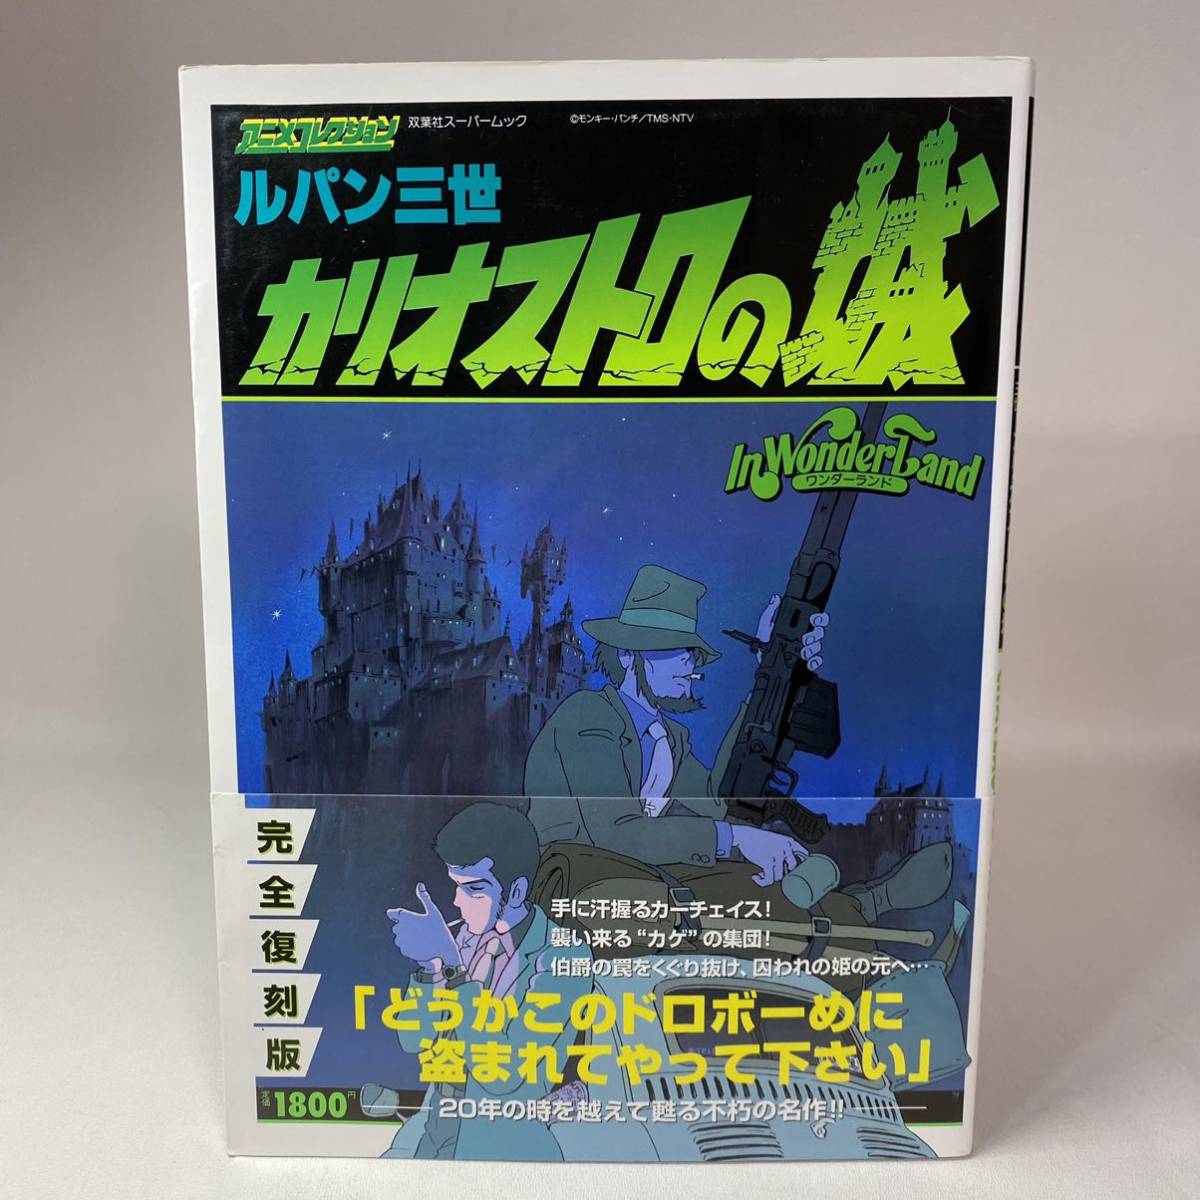 アニメコレクション
双葉社スーパームック
©モンキー・パンチ/TMS・NTV
ルパン三世
カリオストロの城
In WonderLand
ワンダーランド
完全復刻版
手に汗握るカーチェイス!
襲い来る“カゲ”の集団!
伯爵の罠をくぐり抜け、囚われの姫の元へ…
「どうかこのドロボーめに
盗まれてやって下さい」
定価1800円
20年の時を越えて甦る不朽の名作!!